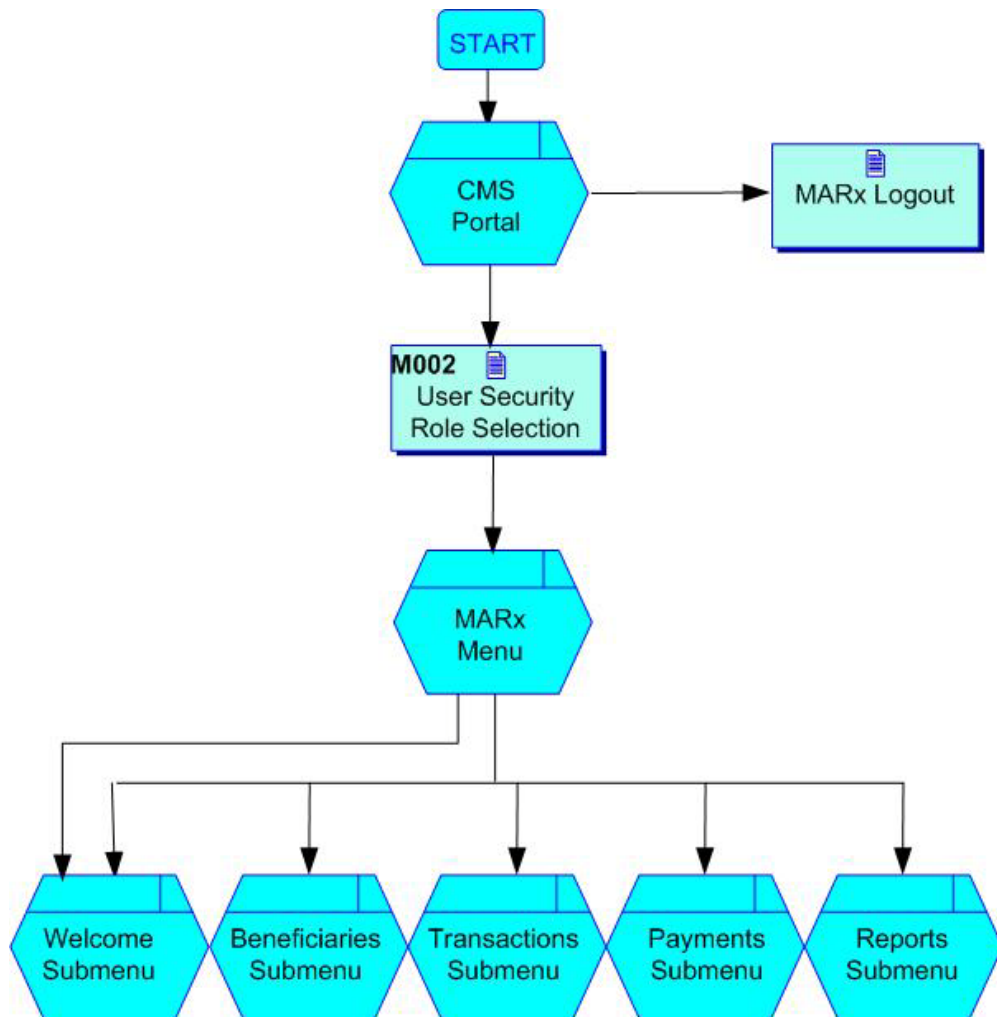 START
CMS
Portal
MARx Logout
M002
User Security
Role Selection
MARx
Menu
Welcome
Submenu
Beneficiaries
Submenu
Transactions
Submenu
Payments
Submenu
Reports
Submenu